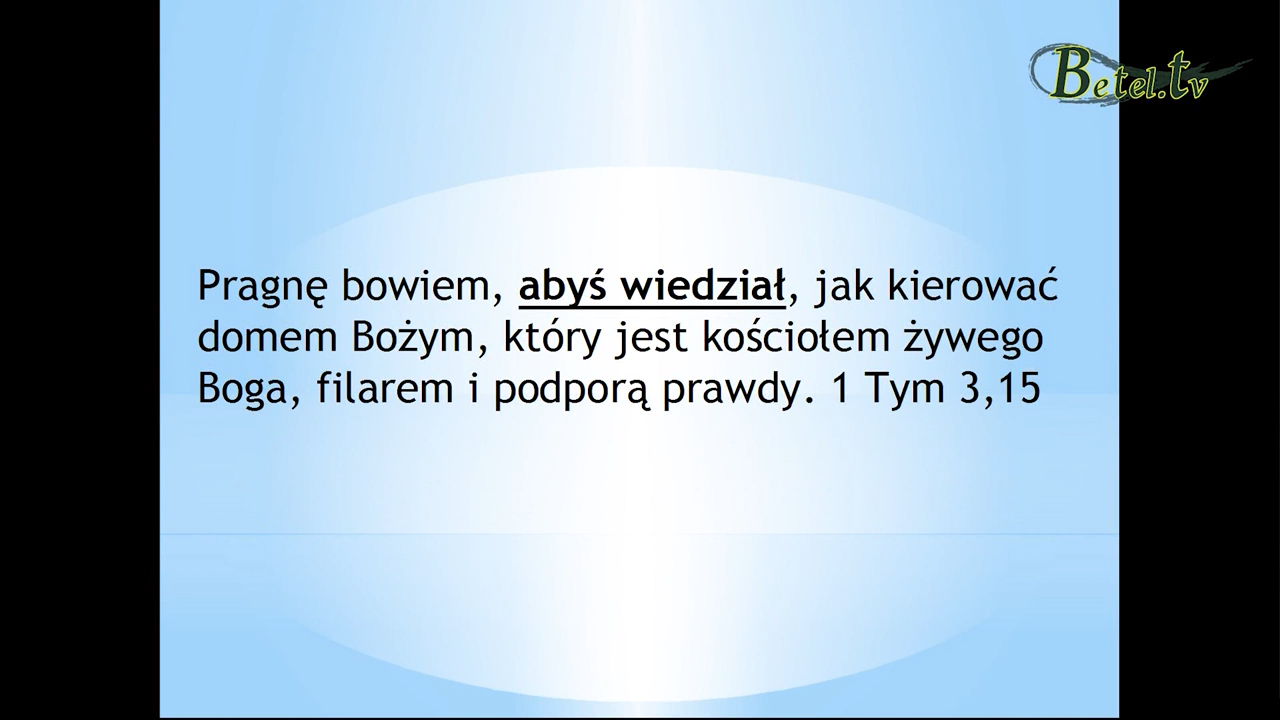 Betel.tv
Pragnę bowiem, abyś wiedział, jak kierować
domem Bożym, który jest kościołem żywego
Boga, filarem i podporą prawdy. 1 Tym 3,15